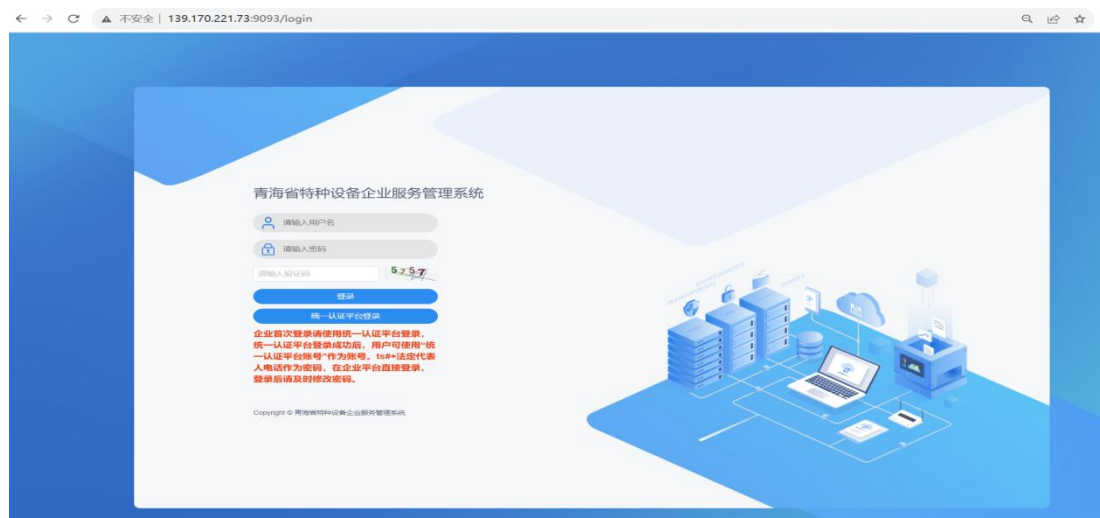 不安全 | 139.170.221.73:9093/login
青海省特种设备企业服务管理系统
请输入用户名
请输入密码
请输入验证码 5257
登录
统一认证平台登录
企业首次登录请使用统一认证平台登录，
统一认证平台登录成功后，用户可使用“统
一认证平台账号”作为账号。ts#+法定代表
人电话作为密码，在企业平台直接登录，
登录后请及时修改密码。
Copyright © 青海省特种设备企业服务管理系统